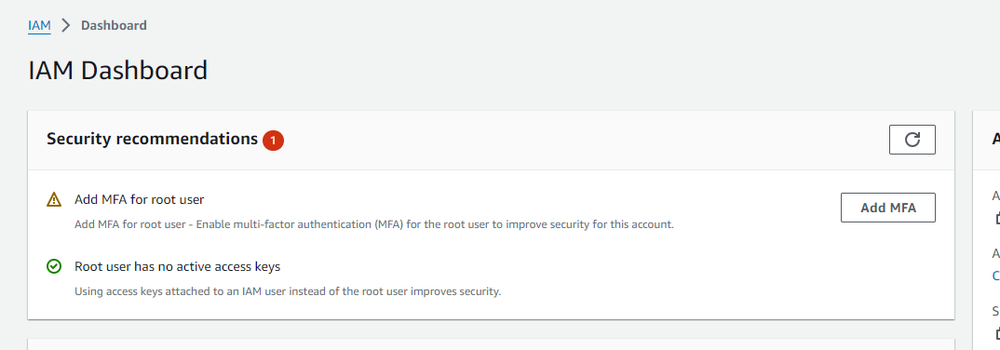 IAM > Dashboard
IAM Dashboard
Security recommendations 1
Add MFA for root user
Add MFA for root user - Enable multi-factor authentication (MFA) for the root user to improve security for this account.
Add MFA
Root user has no active access keys
Using access keys attached to an IAM user instead of the root user improves security.